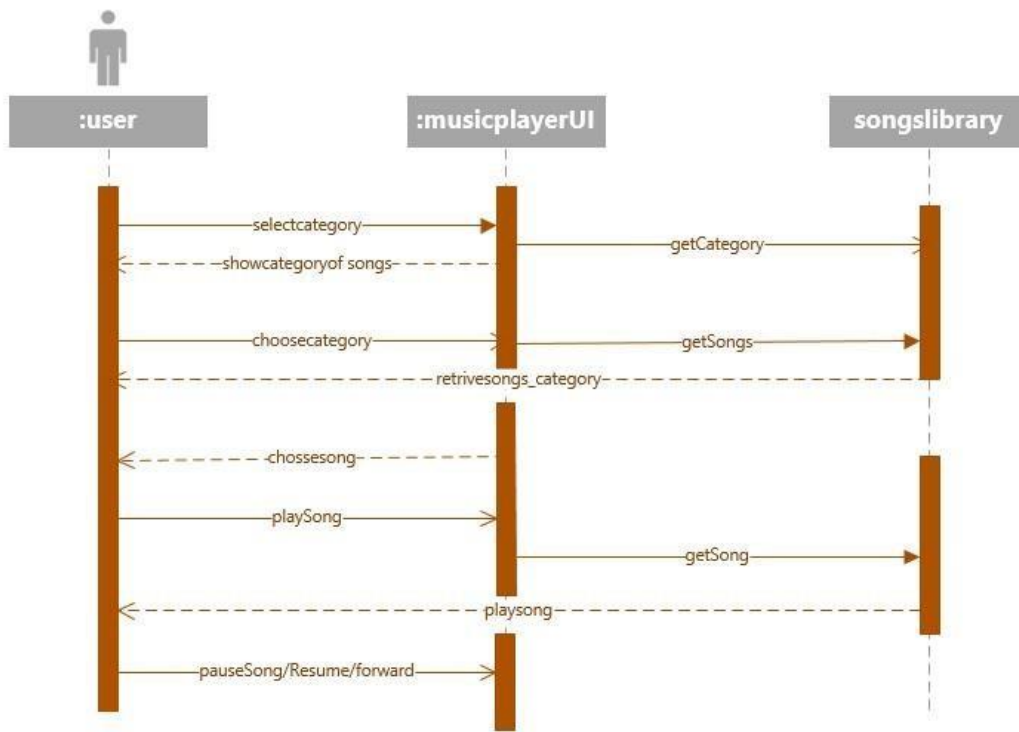 :user
:musicplayerUI
songslibrary
selectcategory
getCategory
showcategoryof songs
choosecategory
getSongs
retrivesongs_category
chossesong
playSong
getSong
playsong
pauseSong/Resume/forward